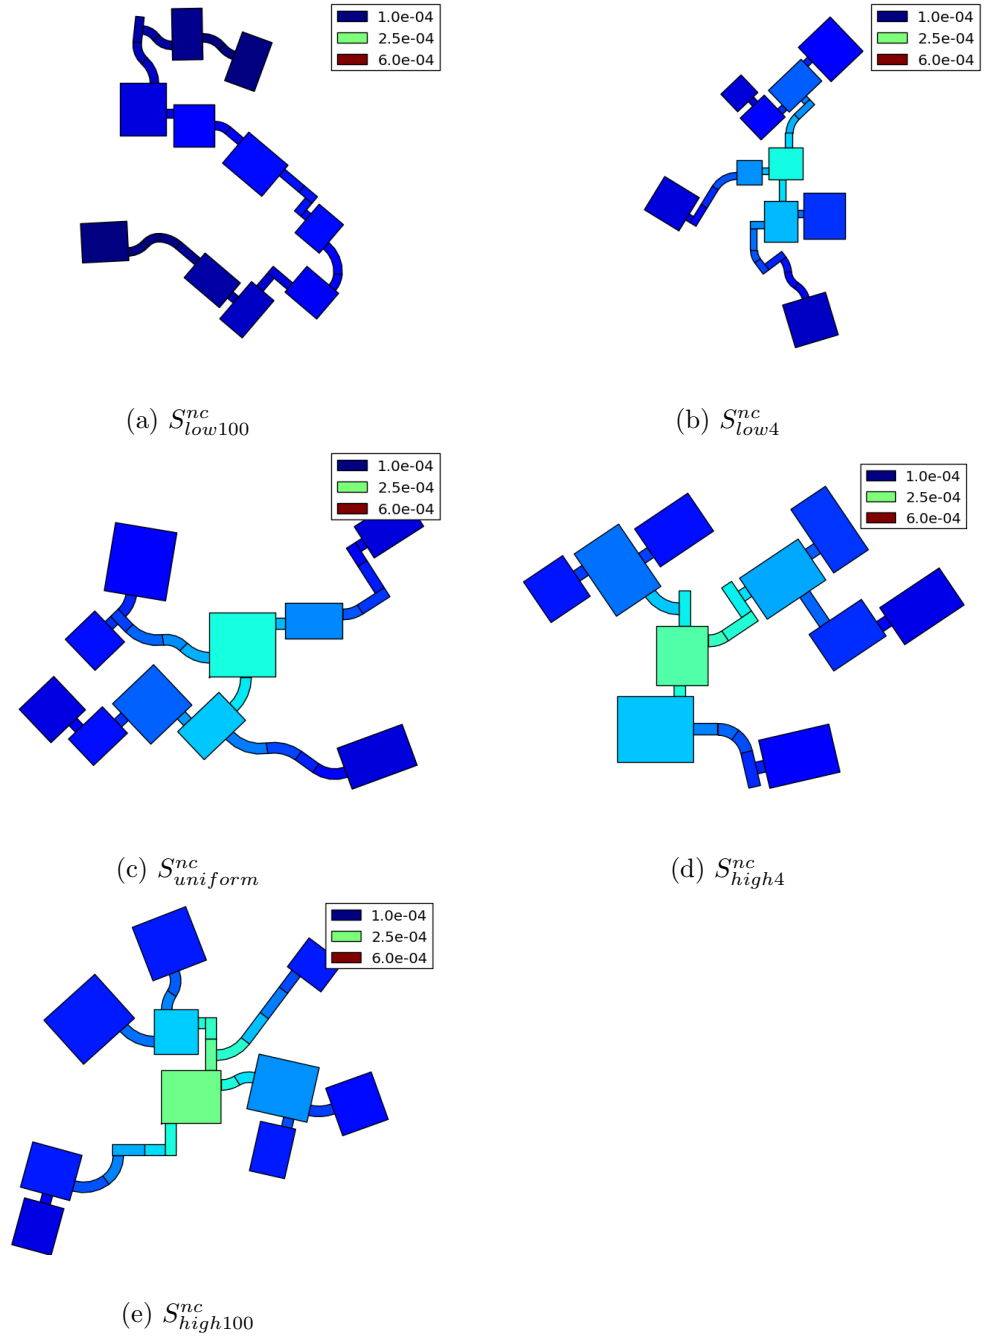 1.0e-04
2.5e-04
6.0e-04
1.0e-04
2.5e-04
6.0e-04
(a) S^{nc}_{low100}
(b) S^{nc}_{low4}
1.0e-04
2.5e-04
6.0e-04
1.0e-04
2.5e-04
6.0e-04
(c) S^{nc}_{uniform}
(d) S^{nc}_{high4}
1.0e-04
2.5e-04
6.0e-04
(e) S^{nc}_{high100}